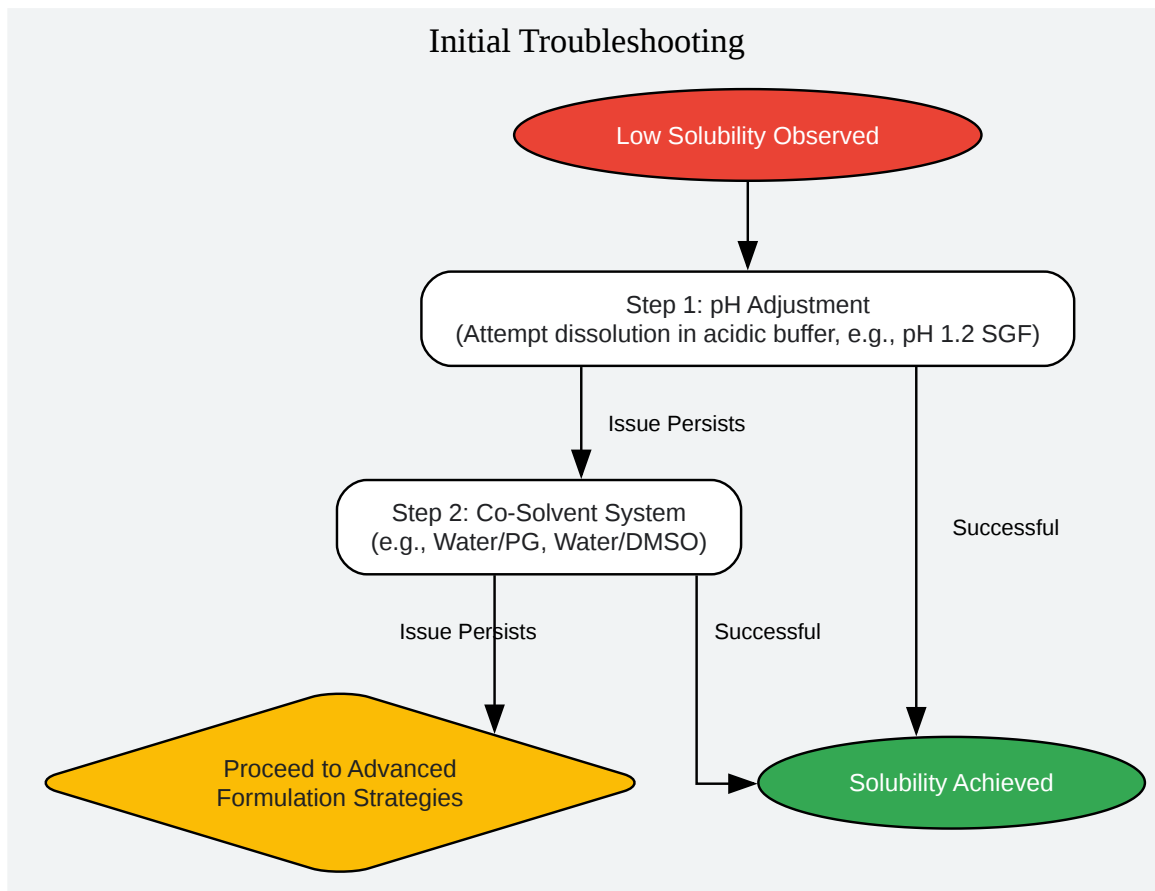 Initial Troubleshooting
Low Solubility Observed
Step 1: pH Adjustment
(Attempt dissolution in acidic buffer, e.g., pH 1.2 SGF)
Issue Persists
Step 2: Co-Solvent System
(e.g., Water/PG, Water/DMSO)
Successful
Issue Persists
Successful
Proceed to Advanced
Formulation Strategies
Solubility Achieved